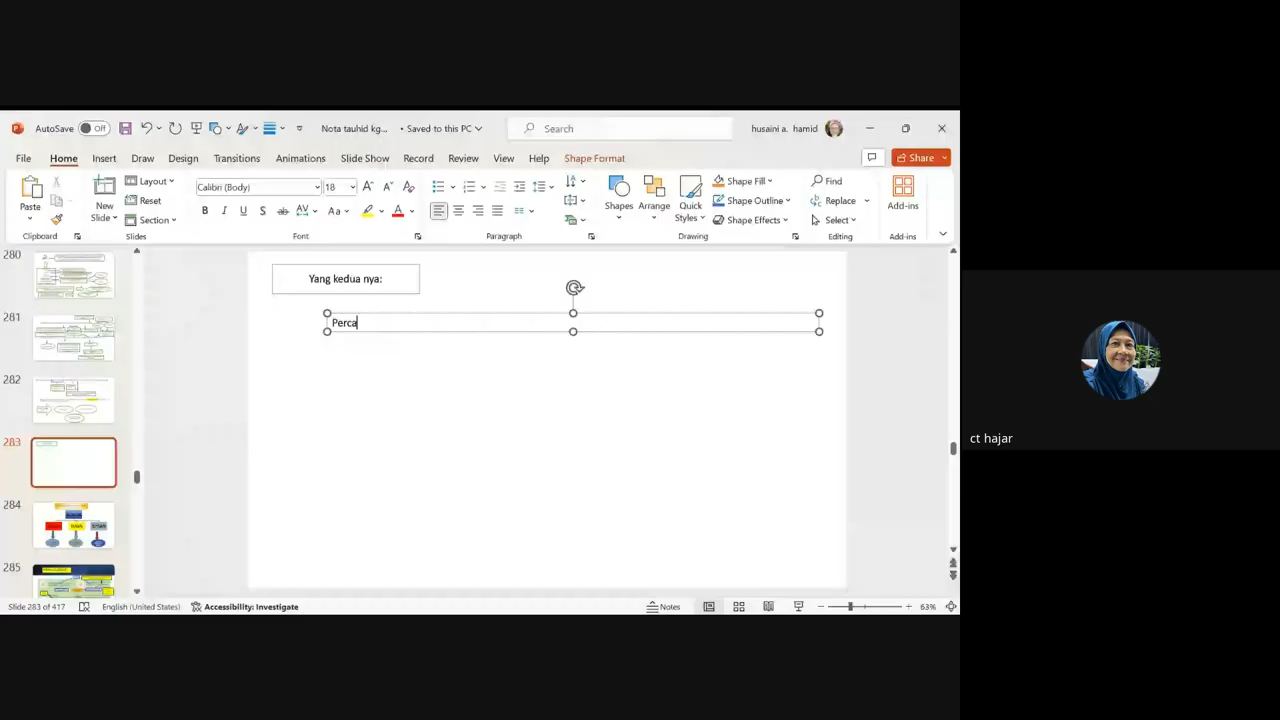 AutoSave Off Nota tauhid kg... • Saved to this PC Search husaini a. hamid
File Home Insert Draw Design Transitions Animations Slide Show Record Review View Help Shape Format Share
Paste
Clipboard
New
Slide
Layout
Reset
Section
Slides
Calibri (Body) 18
B I U S ab AV Aa A A
Font
Paragraph
Shapes
Arrange
Quick
Styles
Shape Fill
Shape Outline
Shape Effects
Drawing
Find
Replace
Select
Editing
Add-ins
Add-ins
280
281
282
283
284
285
Yang kedua nya:
Perca
ct hajar
Slide 283 of 417 English (United States) Accessibility: Investigate Notes 63%